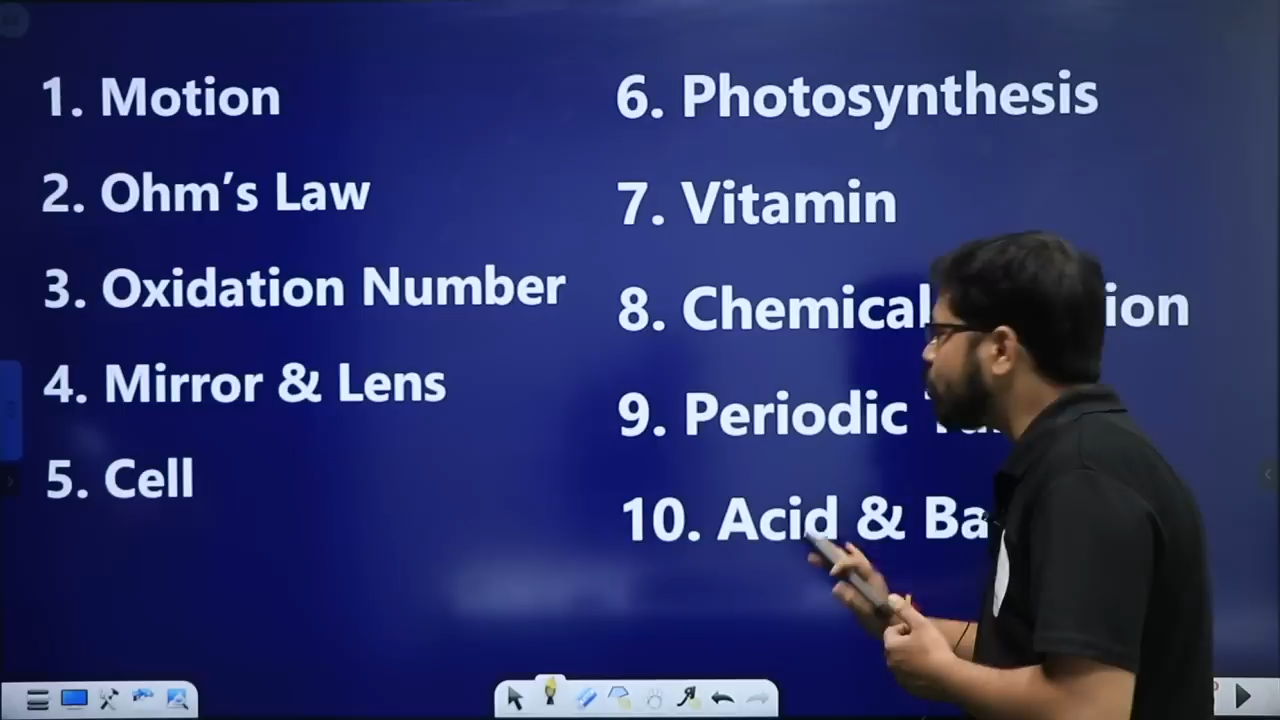 1. Motion
2. Ohm’s Law
3. Oxidation Number
4. Mirror & Lens
5. Cell
6. Photosynthesis
7. Vitamin
8. Chemical
9. Periodic
10. Acid &